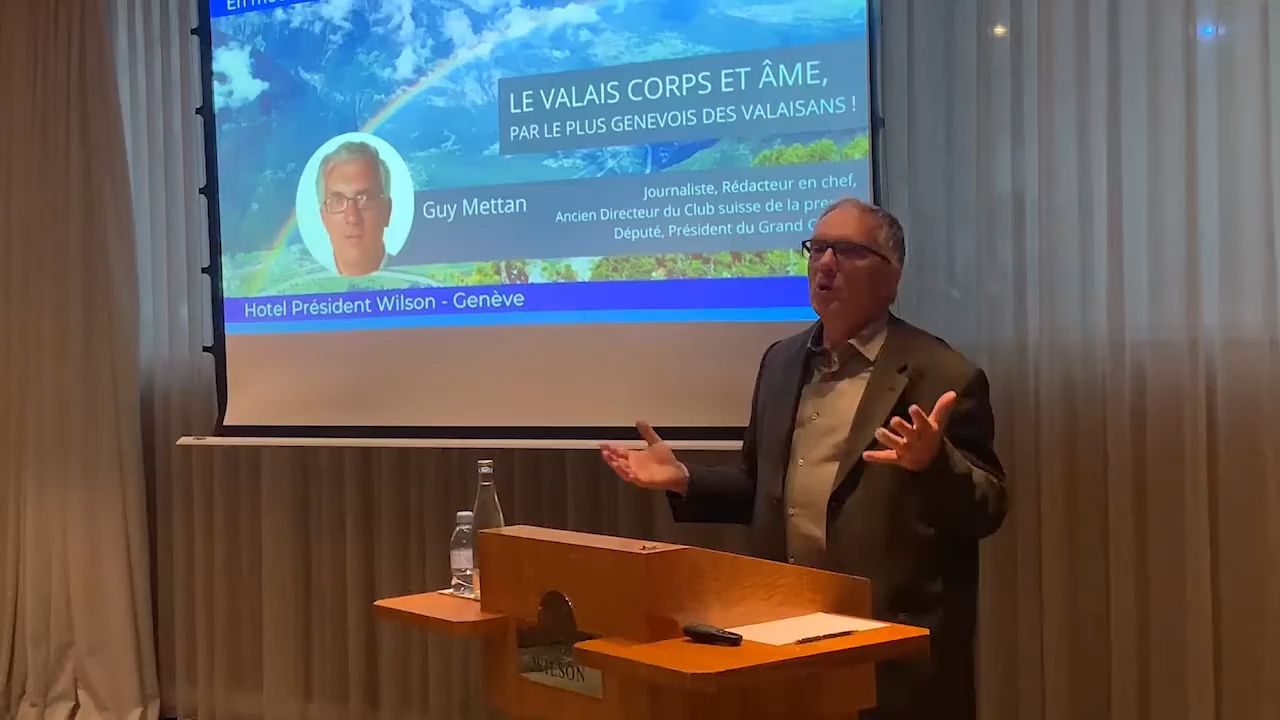 LE VALAIS CORPS ET ÂME,
PAR LE PLUS GENEVOIS DES VALAISANS !
Guy Mettan
Journaliste, Rédacteur en chef,
Ancien Directeur du Club suisse de la
Député, Président du Grand
Hotel Président Wilson - Genève
WILSON